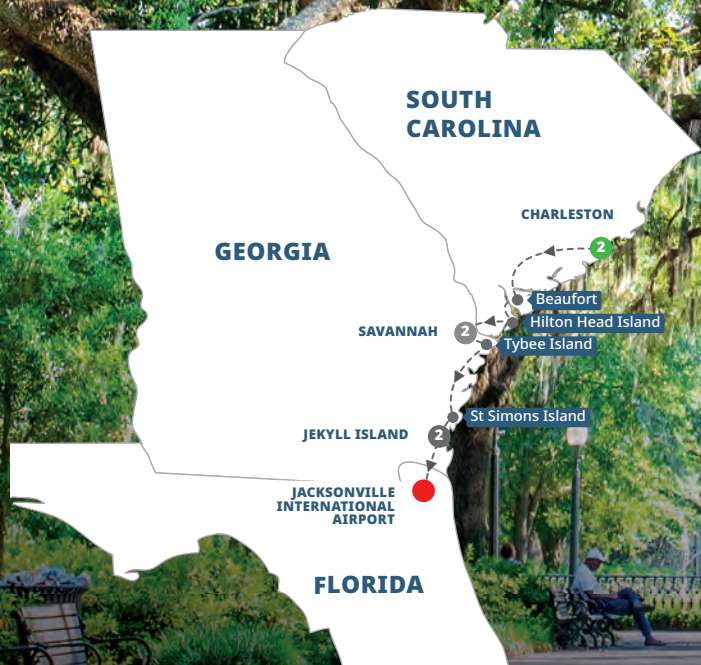 SOUTH
CAROLINA
CHARLESTON
2
GEORGIA
Beaufort
Hilton Head Island
SAVANNAH
2
Tybee Island
St Simons Island
JEKYLL ISLAND
2
JACKSONVILLE
INTERNATIONAL
AIRPORT
FLORIDA